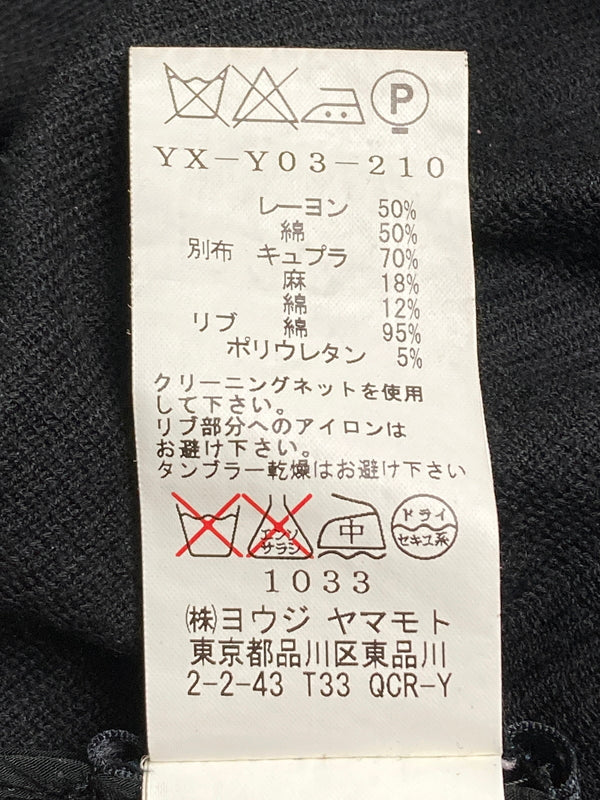 P
YX-Y03-210
レーヨン 50%
綿 50%
別布 キュプラ 70%
麻 18%
綿 12%
リブ 綿 95%
ポリウレタン 5%
クリーニングネットを使用
して下さい。
リブ部分へのアイロンは
お避け下さい。
タンブラー乾燥はお避け下さい
エンソ サラシ 中 ドライ セキユ系
1033
㈱ヨウジ ヤマモト
東京都品川区東品川
2-2-43 T33 QCR-Y